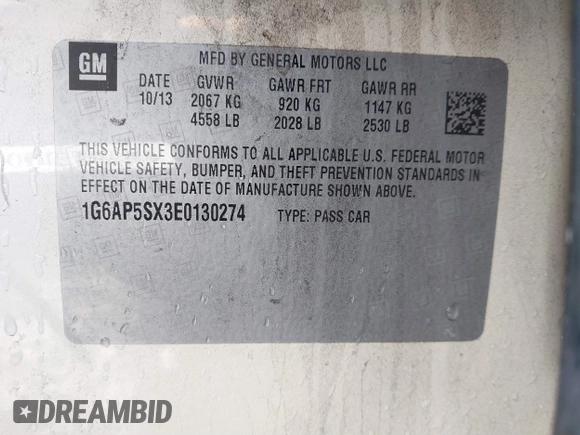 GM
MFD BY GENERAL MOTORS LLC
DATE GVWR GAWR FRT GAWR RR
10/13 2067 KG 920 KG 1147 KG
4558 LB 2028 LB 2530 LB
THIS VEHICLE CONFORMS TO ALL APPLICABLE U.S. FEDERAL MOTOR
VEHICLE SAFETY, BUMPER, AND THEFT PREVENTION STANDARDS IN
EFFECT ON THE DATE OF MANUFACTURE SHOWN ABOVE.
1G6AP5SX3E0130274 TYPE: PASS CAR
DREAMBID